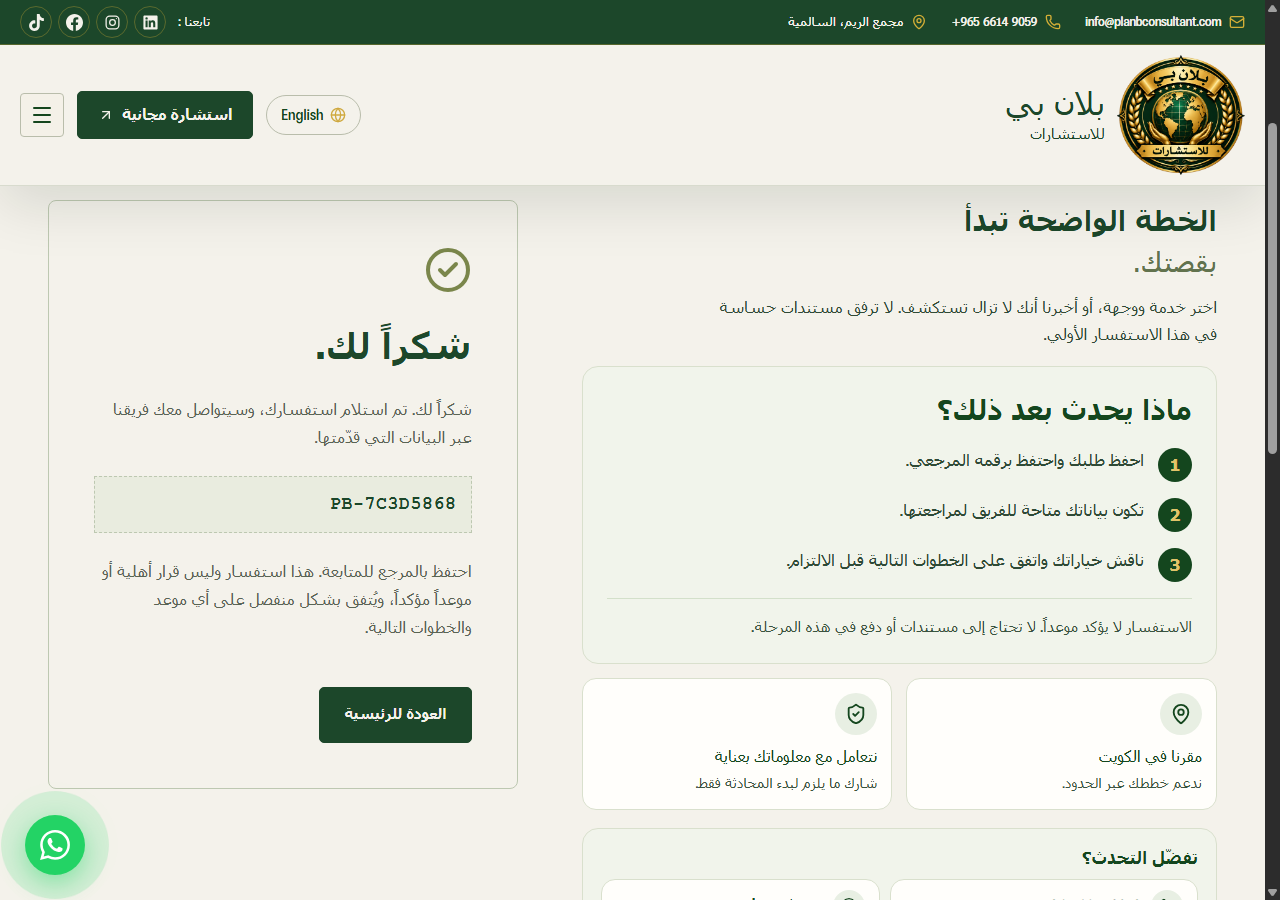 info@planbconsultant.com
+965 6614 9059
مجمع الريم، السالمية
تابعنا :
بلان بي
للاستشارات
بلان بي
للاستشارات
English
استشارة مجانية
الخطة الواضحة تبدأ
بقصتك.
اختر خدمة ووجهة، أو أخبرنا أنك لا تزال تستكشف. لا ترفق مستندات حساسة
في هذا الاستفسار الأولي.
ماذا يحدث بعد ذلك؟
1 احفظ طلبك واحتفظ برقمه المرجعي.
2 تكون بياناتك متاحة للفريق لمراجعتها.
3 ناقش خياراتك واتفق على الخطوات التالية قبل الالتزام.
الاستفسار لا يؤكد موعداً. لا تحتاج إلى مستندات أو دفع في هذه المرحلة.
مقرنا في الكويت
ندعم خططك عبر الحدود.
نتعامل مع معلوماتك بعناية
شارك ما يلزم لبدء المحادثة فقط.
تفضّل التحدث؟
شكراً لك.
شكراً لك. تم استلام استفسارك، وسيتواصل معك فريقنا
عبر البيانات التي قدّمتها.
PB-7C3D5868
احتفظ بالمرجع للمتابعة. هذا استفسار وليس قرار أهلية أو
موعداً مؤكداً، ويُتفق بشكل منفصل على أي موعد
والخطوات التالية.
العودة للرئيسية